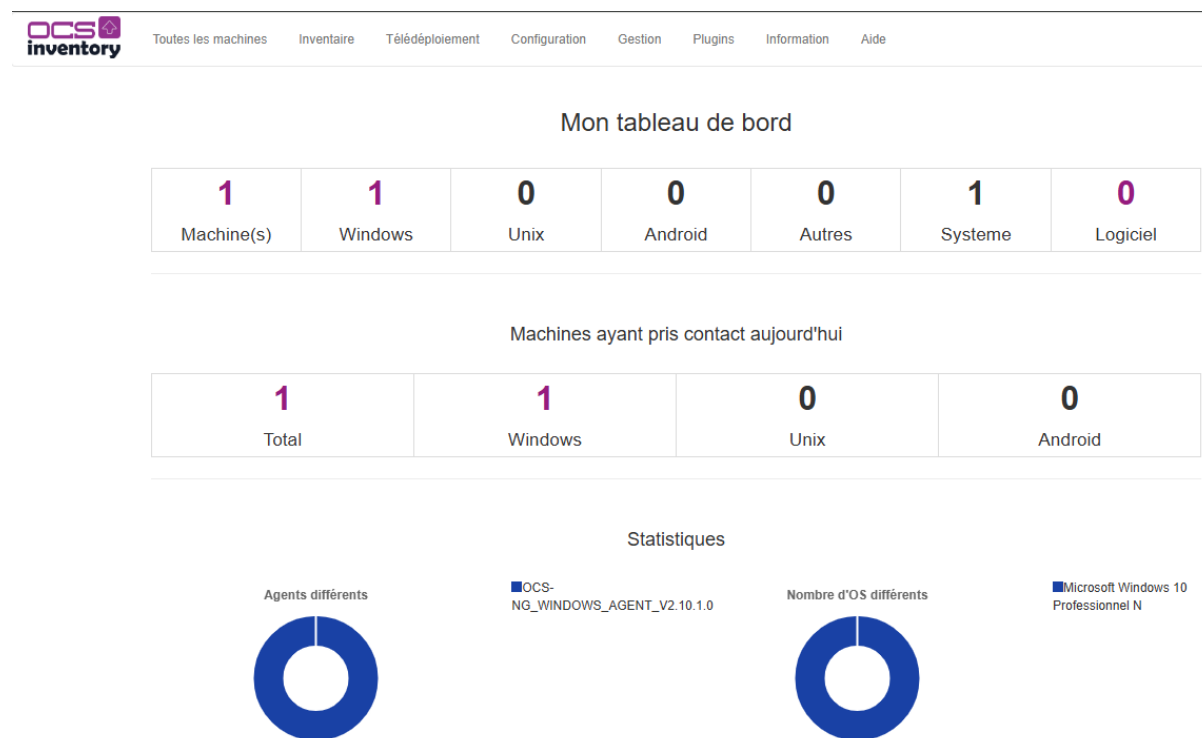 OCS
inventory
Toutes les machines Inventaire Télédéploiement Configuration Gestion Plugins Information Aide
Mon tableau de bord
1 1 0 0 0 1 0
Machine(s) Windows Unix Android Autres Systeme Logiciel
Machines ayant pris contact aujourd'hui
1 1 0 0
Total Windows Unix Android
Statistiques
Agents différents
OCS-
NG_WINDOWS_AGENT_V2.10.1.0
Nombre d'OS différents
Microsoft Windows 10
Professionnel N